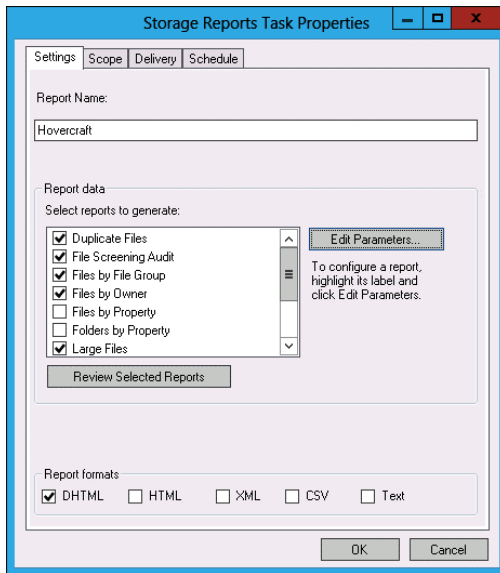 Storage Reports Task Properties
Settings Scope Delivery Schedule
Report Name:
Hovercraft
Report data
Select reports to generate:
Duplicate Files
File Screening Audit
Files by File Group
Files by Owner
Files by Property
Folders by Property
Large Files
Edit Parameters...
To configure a report,
highlight its label and
click Edit Parameters.
Review Selected Reports
Report formats
DHTML HTML XML CSV Text
OK Cancel